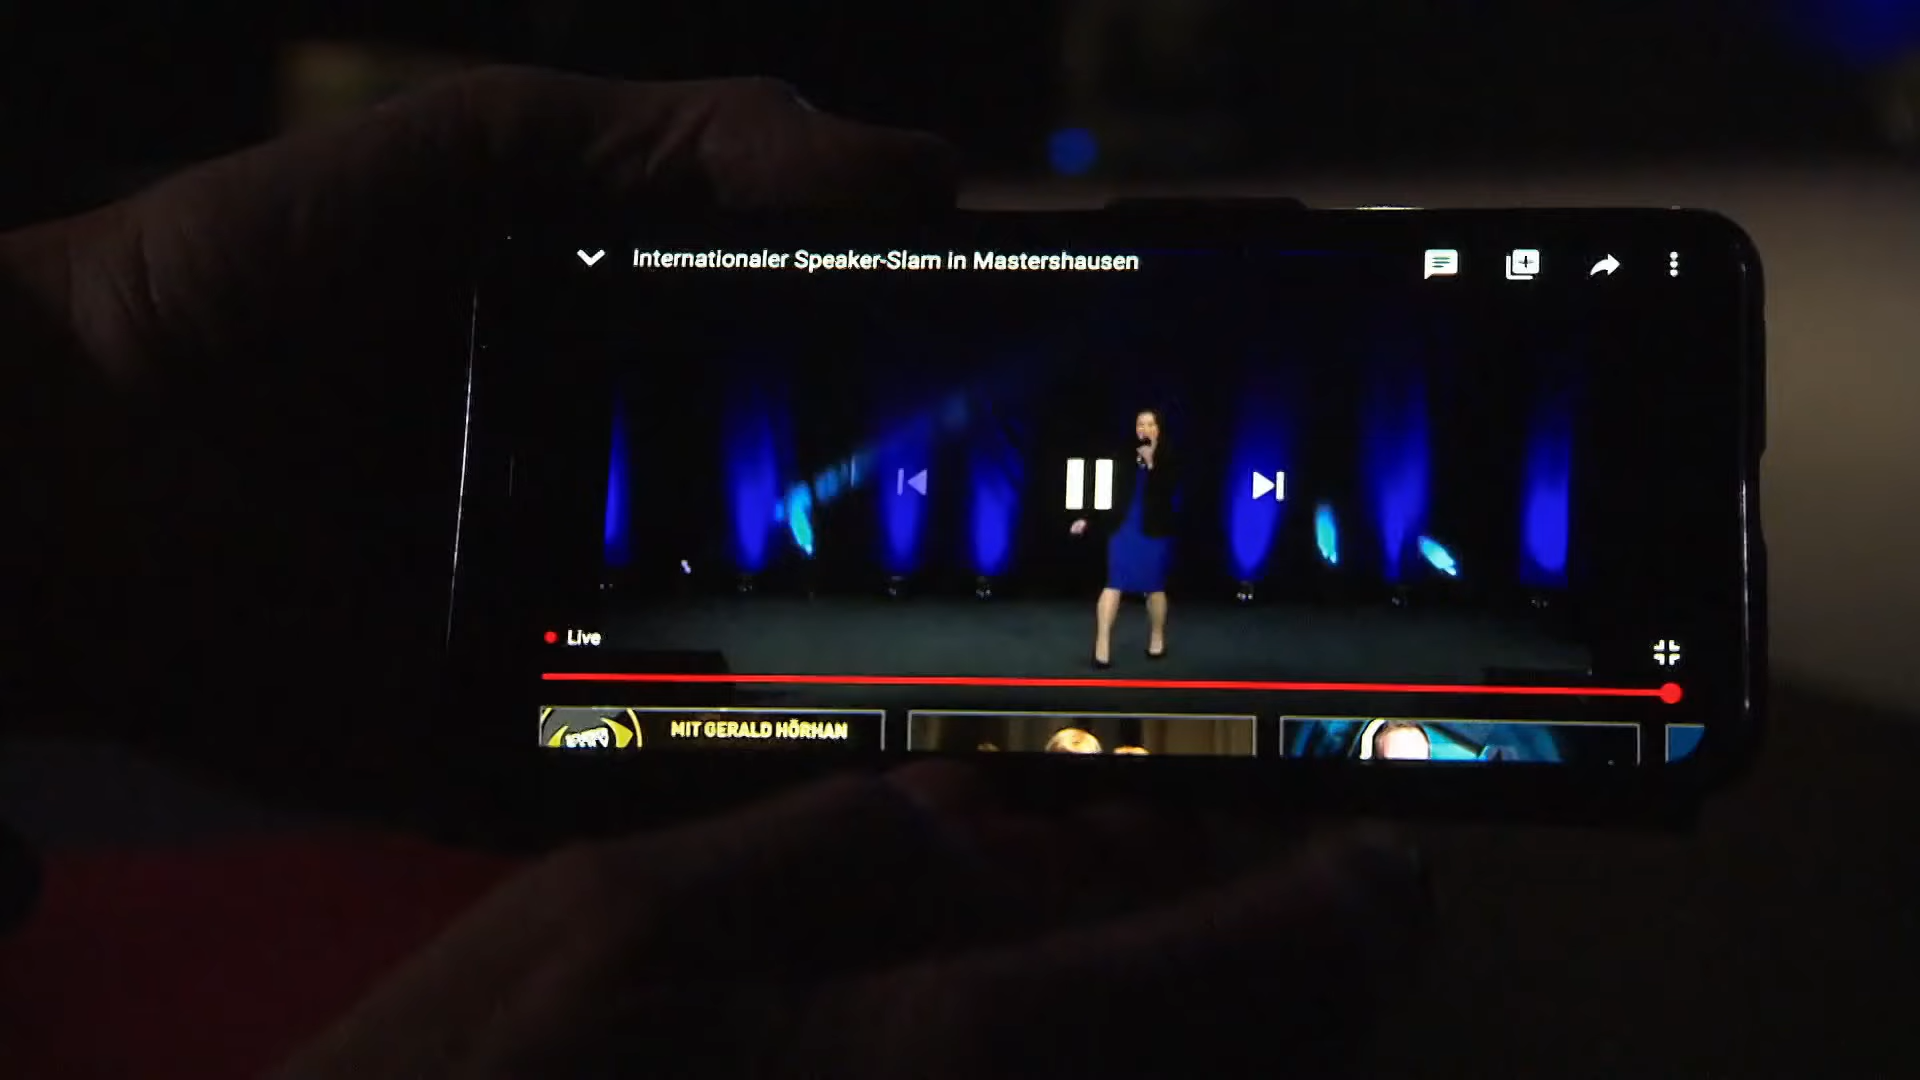 Internationaler Speaker-Slam in Mastershausen
Live
MIT GERALD HÖRHAN